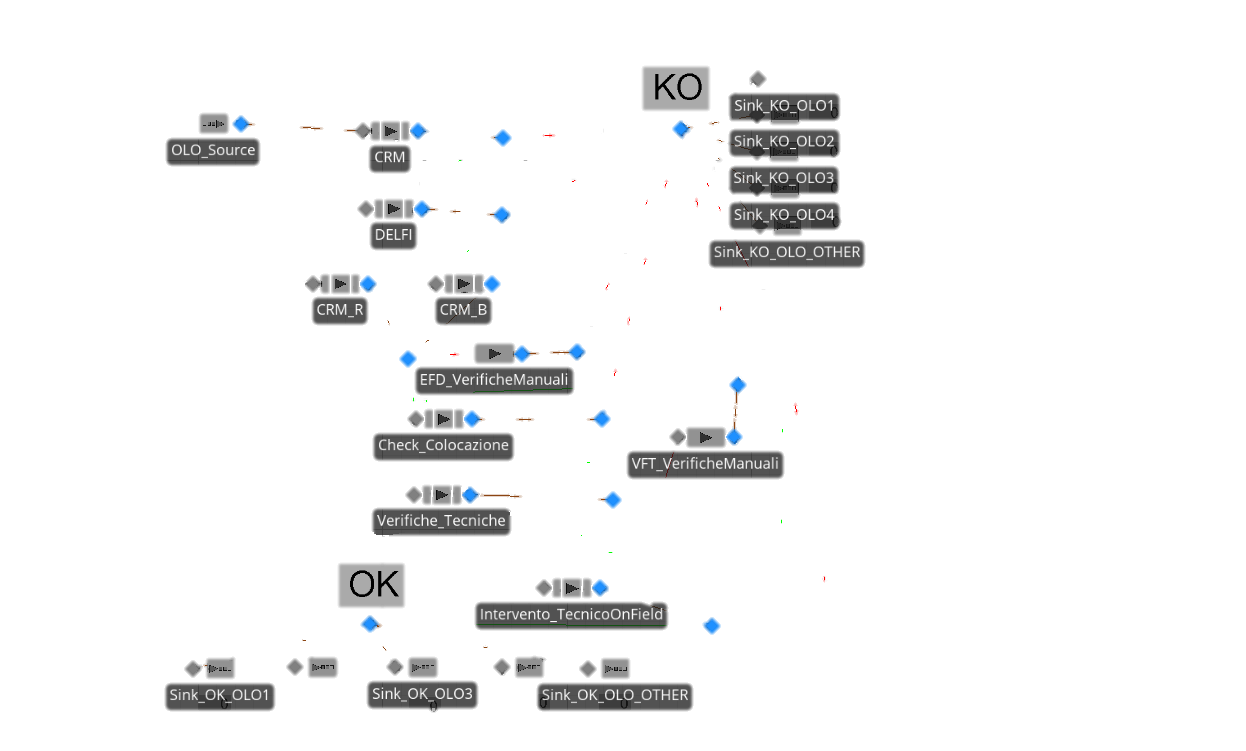 KO
Sink_KO_OLO1
OLO_Source
CRM
Sink_KO_OLO2
Sink_KO_OLO3
DELFI
Sink_KO_OLO4
Sink_KO_OLO_OTHER
CRM_R
CRM_B
EFD_VerificheManuali
Check_Colocazione
VFT_VerificheManuali
Verifiche_Tecniche
OK
Intervento_TecnicoOnField
Sink_OK_OLO1
Sink_OK_OLO3
Sink_OK_OLO_OTHER